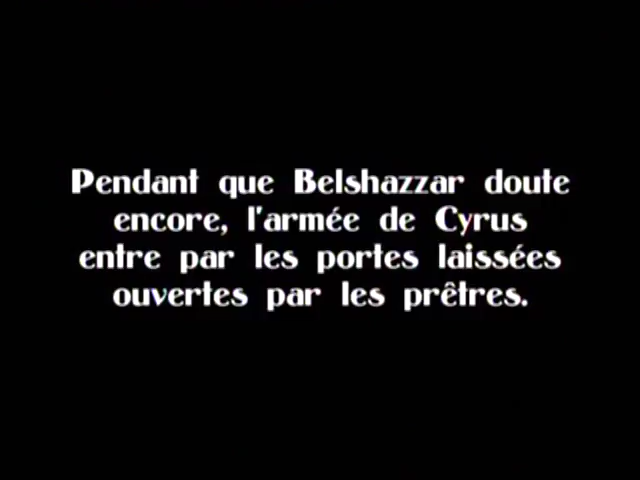 Pendant que Belshazzar doute
encore, l'armée de Cyrus
entre par les portes laissées
ouvertes par les prêtres.